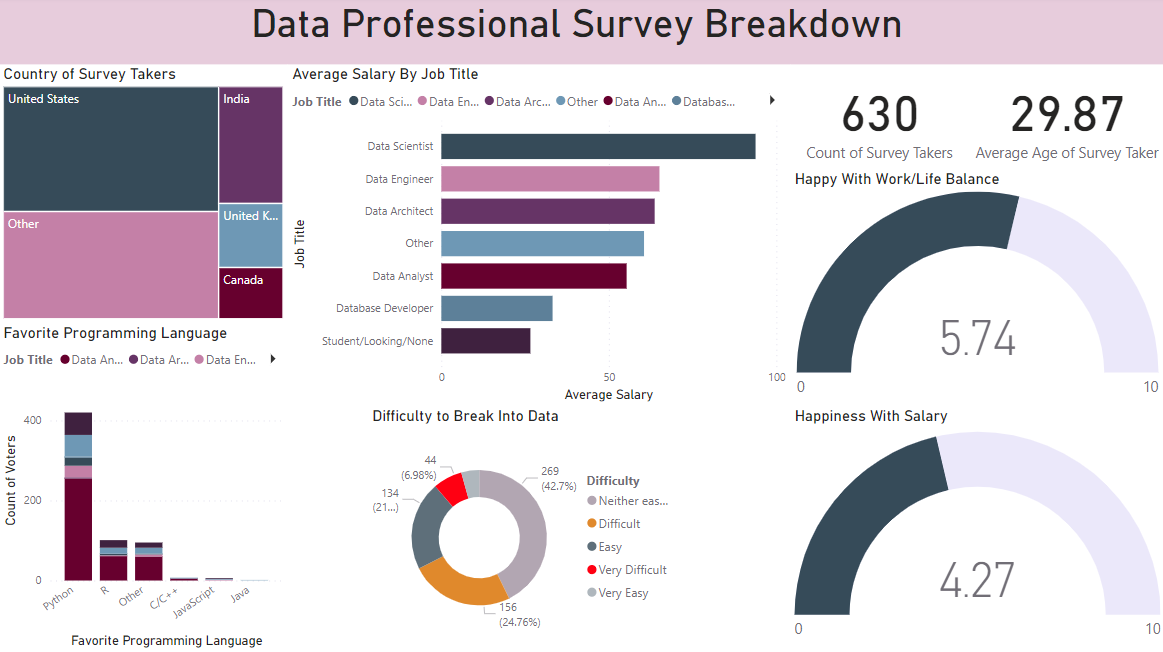 Data Professional Survey Breakdown
Country of Survey Takers
United States
India
Other
United K...
Canada
Average Salary By Job Title
Job Title Data Sci... Data En... Data Arc... Other Data An... Databas...
Job Title
Data Scientist
Data Engineer
Data Architect
Other
Data Analyst
Database Developer
Student/Looking/None
0 50 100
Average Salary
630
Count of Survey Takers
29.87
Average Age of Survey Taker
Happy With Work/Life Balance
5.74
0 10
Favorite Programming Language
Job Title Data An... Data Ar... Data En...
Count of Voters
400
200
0
Python R Other C/C++ JavaScript Java
Favorite Programming Language
Difficulty to Break Into Data
44
(6.98%)
134
(21...)
269
(42.7%)
156
(24.76%)
Difficulty
Neither eas...
Difficult
Easy
Very Difficult
Very Easy
Happiness With Salary
4.27
0 10